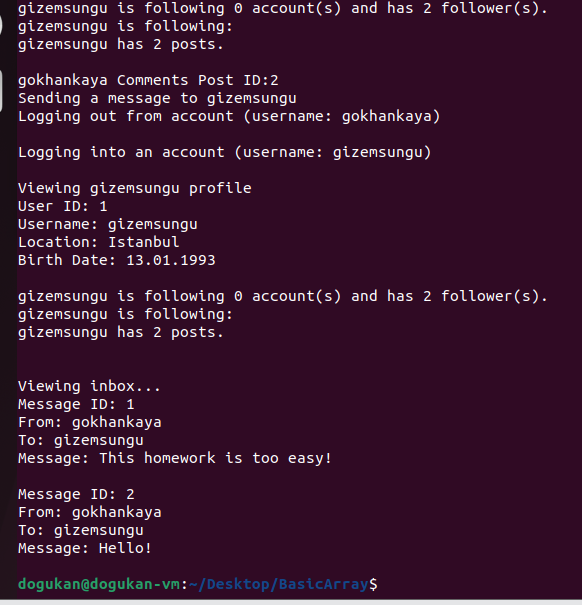 gizemsungu is following 0 account(s) and has 2 follower(s).
gizemsungu is following:
gizemsungu has 2 posts.
gokhankaya Comments Post ID:2
Sending a message to gizemsungu
Logging out from account (username: gokhankaya)
Logging into an account (username: gizemsungu)
Viewing gizemsungu profile
User ID: 1
Username: gizemsungu
Location: Istanbul
Birth Date: 13.01.1993
gizemsungu is following 0 account(s) and has 2 follower(s).
gizemsungu is following:
gizemsungu has 2 posts.
Viewing inbox...
Message ID: 1
From: gokhankaya
To: gizemsungu
Message: This homework is too easy!
Message ID: 2
From: gokhankaya
To: gizemsungu
Message: Hello!
dogukan@dogukan-vm:~/Desktop/BasicArray$